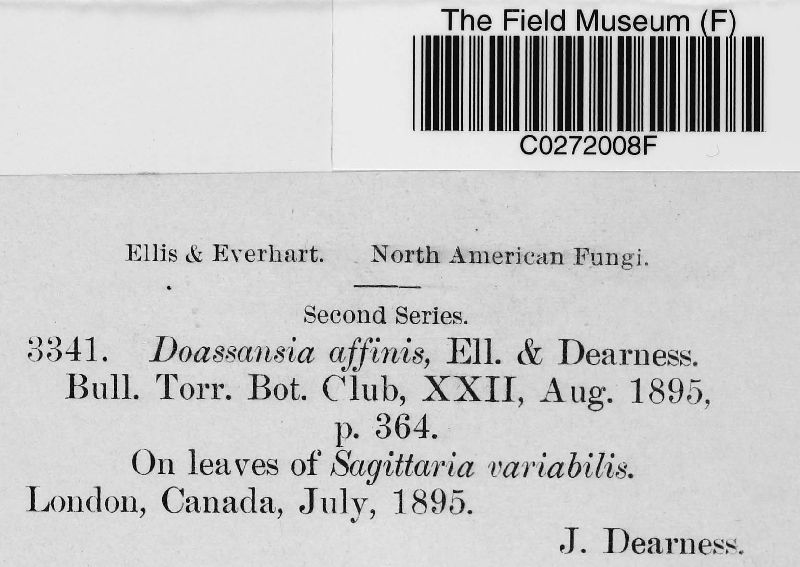 The Field Museum (F)
C0272008F
Ellis & Everhart. North American Fungi.
Second Series.
3341. Doassansia affinis, Ell. & Dearness.
Bull. Torr. Bot. Club, XXII, Aug. 1895,
p. 364.
On leaves of Sagittaria variabilis.
London, Canada, July, 1895.
J. Dearness.